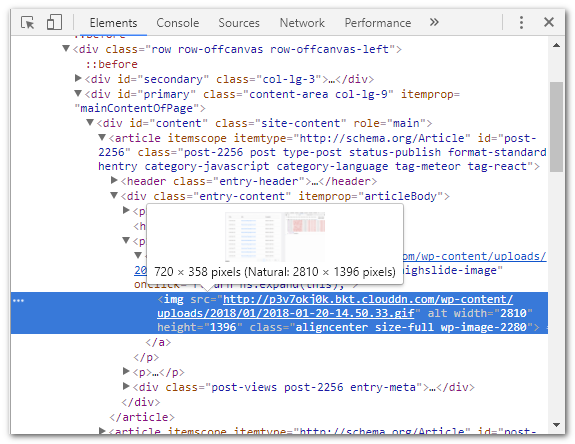 Elements Console Sources Network Performance »
::before
▼<div class="row row-offcanvas row-offcanvas-left">
::before
▶<div id="secondary" class="col-lg-3">…</div>
▼<div id="primary" class="content-area col-lg-9" itemprop=
"mainContentOfPage">
▼<div id="content" class="site-content" role="main">
▼<article itemscope itemtype="http://schema.org/Article" id="post-
2256" class="post-2256 post type-post status-publish format-standard
hentry category-javascript category-language tag-meteor tag-react">
▶<header class="entry-header">…</header>
▼<div class="entry-content" itemprop="articleBody">
▶<p
<h
▼<p
om/wp-content/uploads/
20 ighslide-image"
onclick="return hs.expand(this);">
720 × 358 pixels (Natural: 2810 × 1396 pixels)
… <img src="http://p3v7okj0k.bkt.clouddn.com/wp-content/
uploads/2018/01/2018-01-20-14.50.33.gif" alt width="2810"
height="1396" class="aligncenter size-full wp-image-2280">
</a>
</p>
▶<p>…</p>
▶<div class="post-views post-2256 entry-meta">…</div>
</div>
</article>
▶<article itemscope itemtype="http://schema.org/Article" id="post-